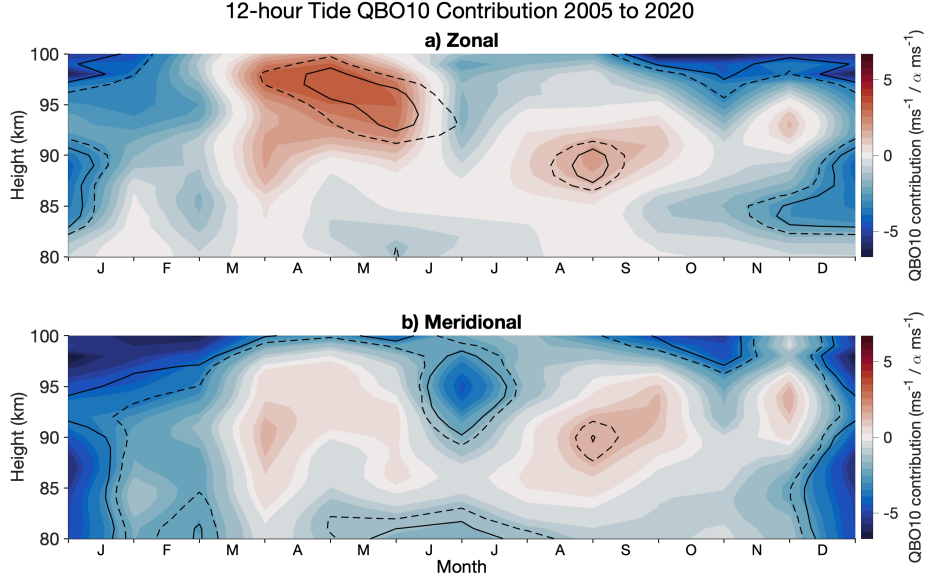 12-hour Tide QBO10 Contribution 2005 to 2020
a) Zonal
100
95
90
85
80
Height (km)
J F M A M J J A S O N D
5
0
-5
QBO10 contribution (ms⁻¹ / α ms⁻¹)
b) Meridional
100
95
90
85
80
Height (km)
J F M A M J J A S O N D
Month
5
0
-5
QBO10 contribution (ms⁻¹ / α ms⁻¹)